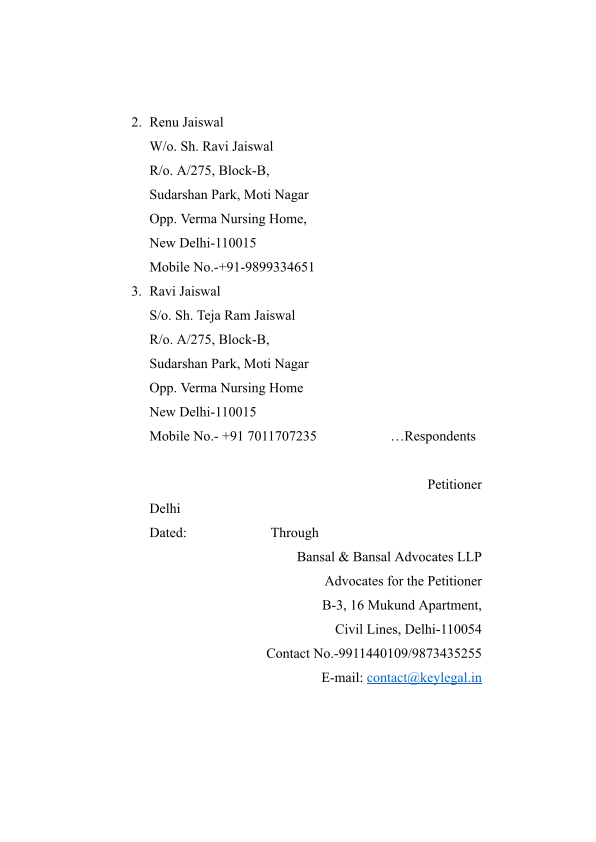 2. Renu Jaiswal
W/o. Sh. Ravi Jaiswal
R/o. A/275, Block-B,
Sudarshan Park, Moti Nagar
Opp. Verma Nursing Home,
New Delhi-110015
Mobile No.-+91-9899334651
3. Ravi Jaiswal
S/o. Sh. Teja Ram Jaiswal
R/o. A/275, Block-B,
Sudarshan Park, Moti Nagar
Opp. Verma Nursing Home
New Delhi-110015
Mobile No.- +91 7011707235 …Respondents
Petitioner
Delhi
Dated: Through
Bansal & Bansal Advocates LLP
Advocates for the Petitioner
B-3, 16 Mukund Apartment,
Civil Lines, Delhi-110054
Contact No.-9911440109/9873435255
E-mail: contact@keylegal.in